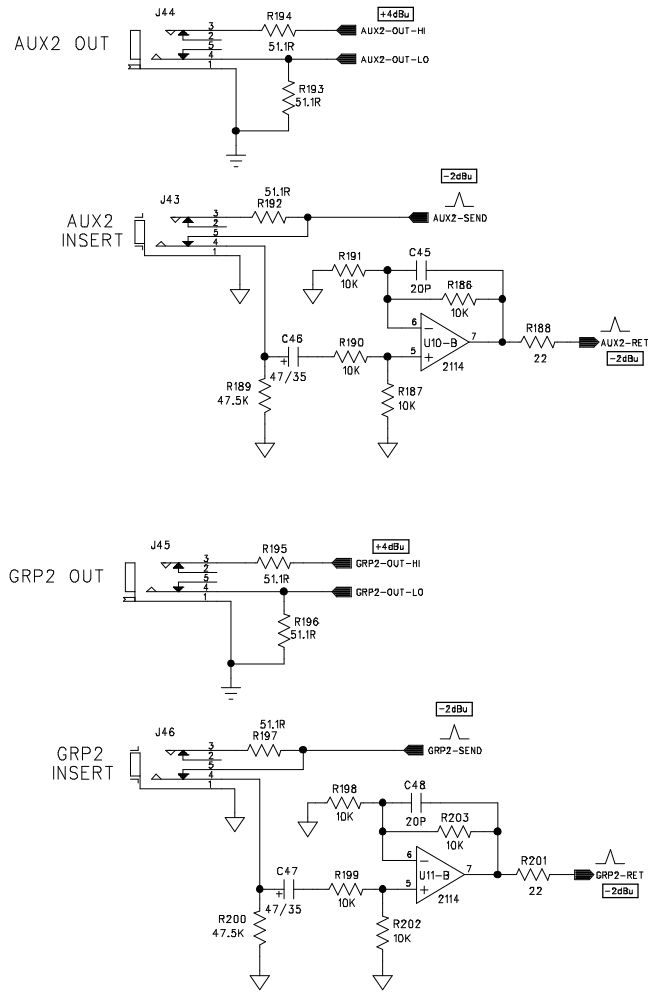 J44
R194
+4dBu
AUX2 OUT
3
2
5
4
1
51.1R
AUX2-OUT-HI
AUX2-OUT-LO
R193
51.1R
-2dBu
J43
51.1R
R192
AUX2
INSERT
3
2
5
4
1
AUX2-SEND
R191
10K
C45
20P
R186
10K
6
U10-B
7
5
2114
R188
22
AUX2-RET
-2dBu
C46
+
47/35
R190
10K
R189
47.5K
R187
10K
J45
R195
+4dBu
GRP2 OUT
3
2
5
4
1
51.1R
GRP2-OUT-HI
GRP2-OUT-LO
R196
51.1R
-2dBu
J46
51.1R
R197
GRP2
INSERT
3
2
5
4
1
GRP2-SEND
R198
10K
C48
20P
R203
10K
6
U11-B
7
5
2114
R201
22
GRP2-RET
-2dBu
C47
+
47/35
R199
10K
R200
47.5K
R202
10K